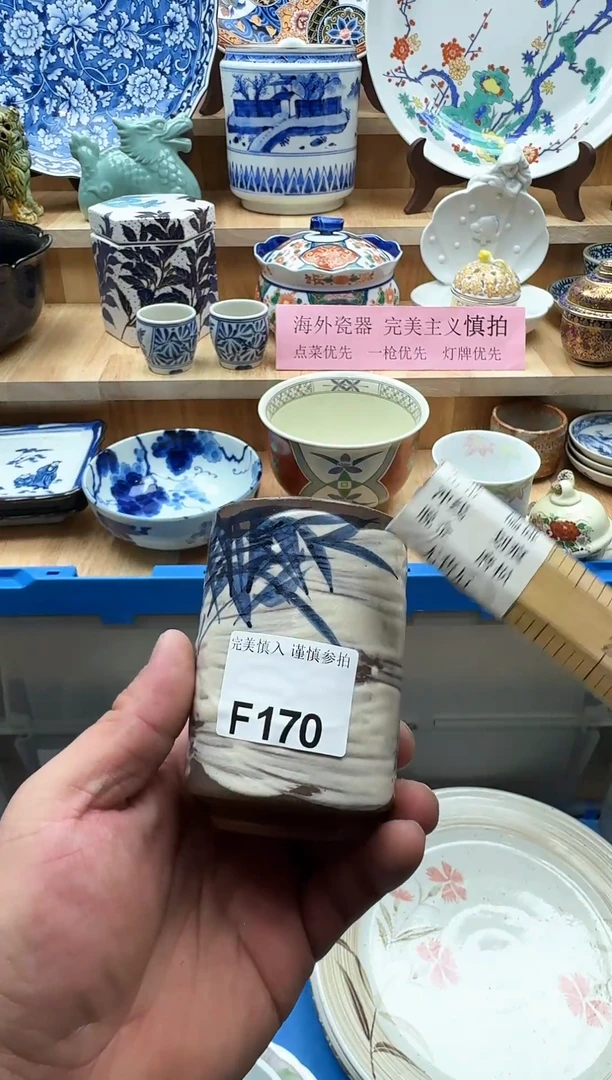 海外瓷器 完美主义慎拍
点菜优先 一枪优先 灯牌优先
完美慎入 谨慎参拍
F170